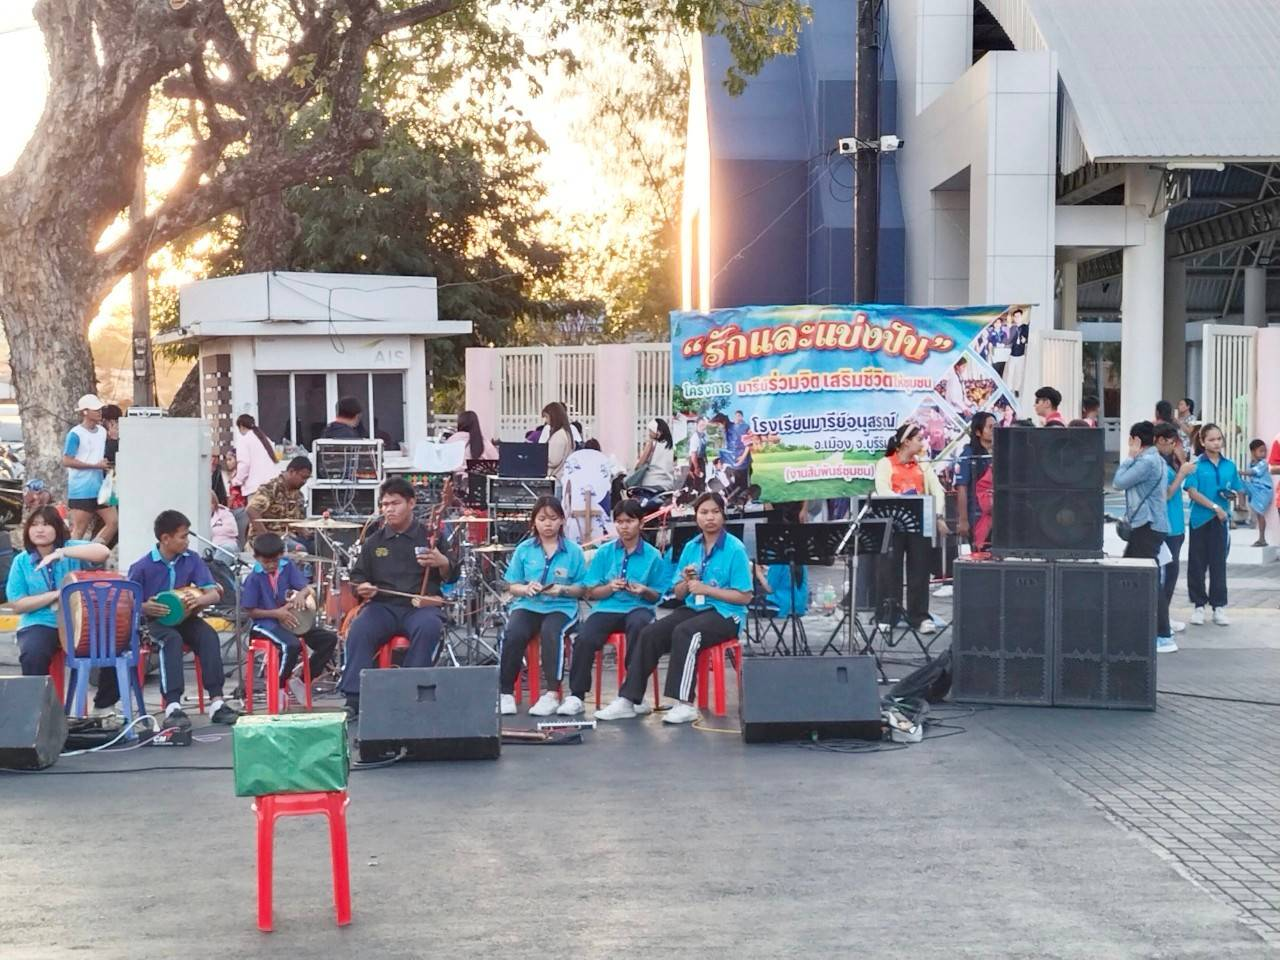 AIS
"รักและแบ่งปัน"
โครงการ มารีย์ร่วมจิต เสริมชีวิตให้ชุมชน
โรงเรียนมารีย์อนุสรณ์
อ.เมือง จ.บุรีรัมย์
(งานสัมพันธ์ชุมชน)